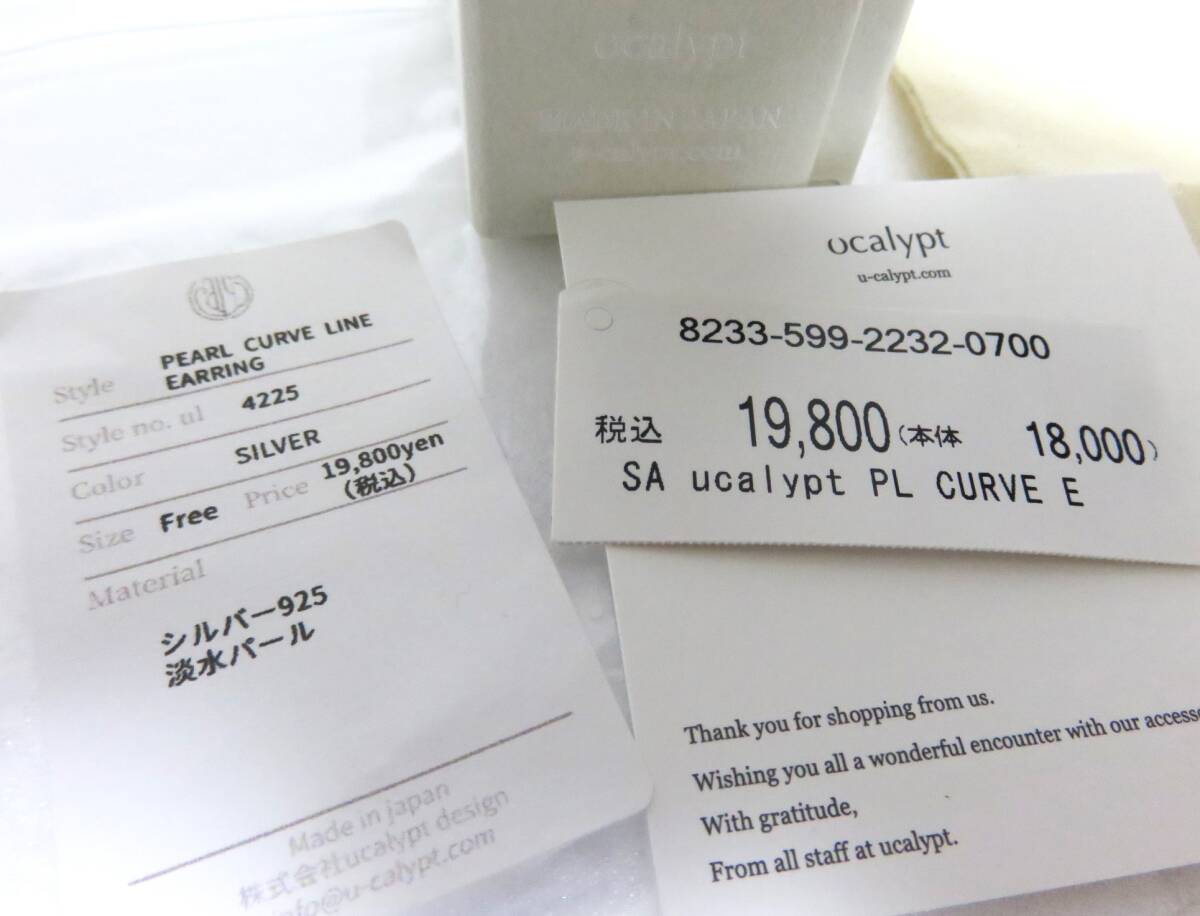 ucalypt
MADE IN JAPAN
u-calypt.com
PEARL CURVE LINE
Style EARRING
Style no. ul 4225
Color SILVER
Size Free Price 19,800yen
(税込)
Material
シルバー925
淡水パール
Made in japan
株式会社ucalypt design
info@u-calypt.com
ucalypt
u-calypt.com
8233-599-2232-0700
税込 19,800(本体 18,000)
SA ucalypt PL CURVE E
Thank you for shopping from us.
Wishing you all a wonderful encounter with our
With gratitude,
From all staff at ucalypt.